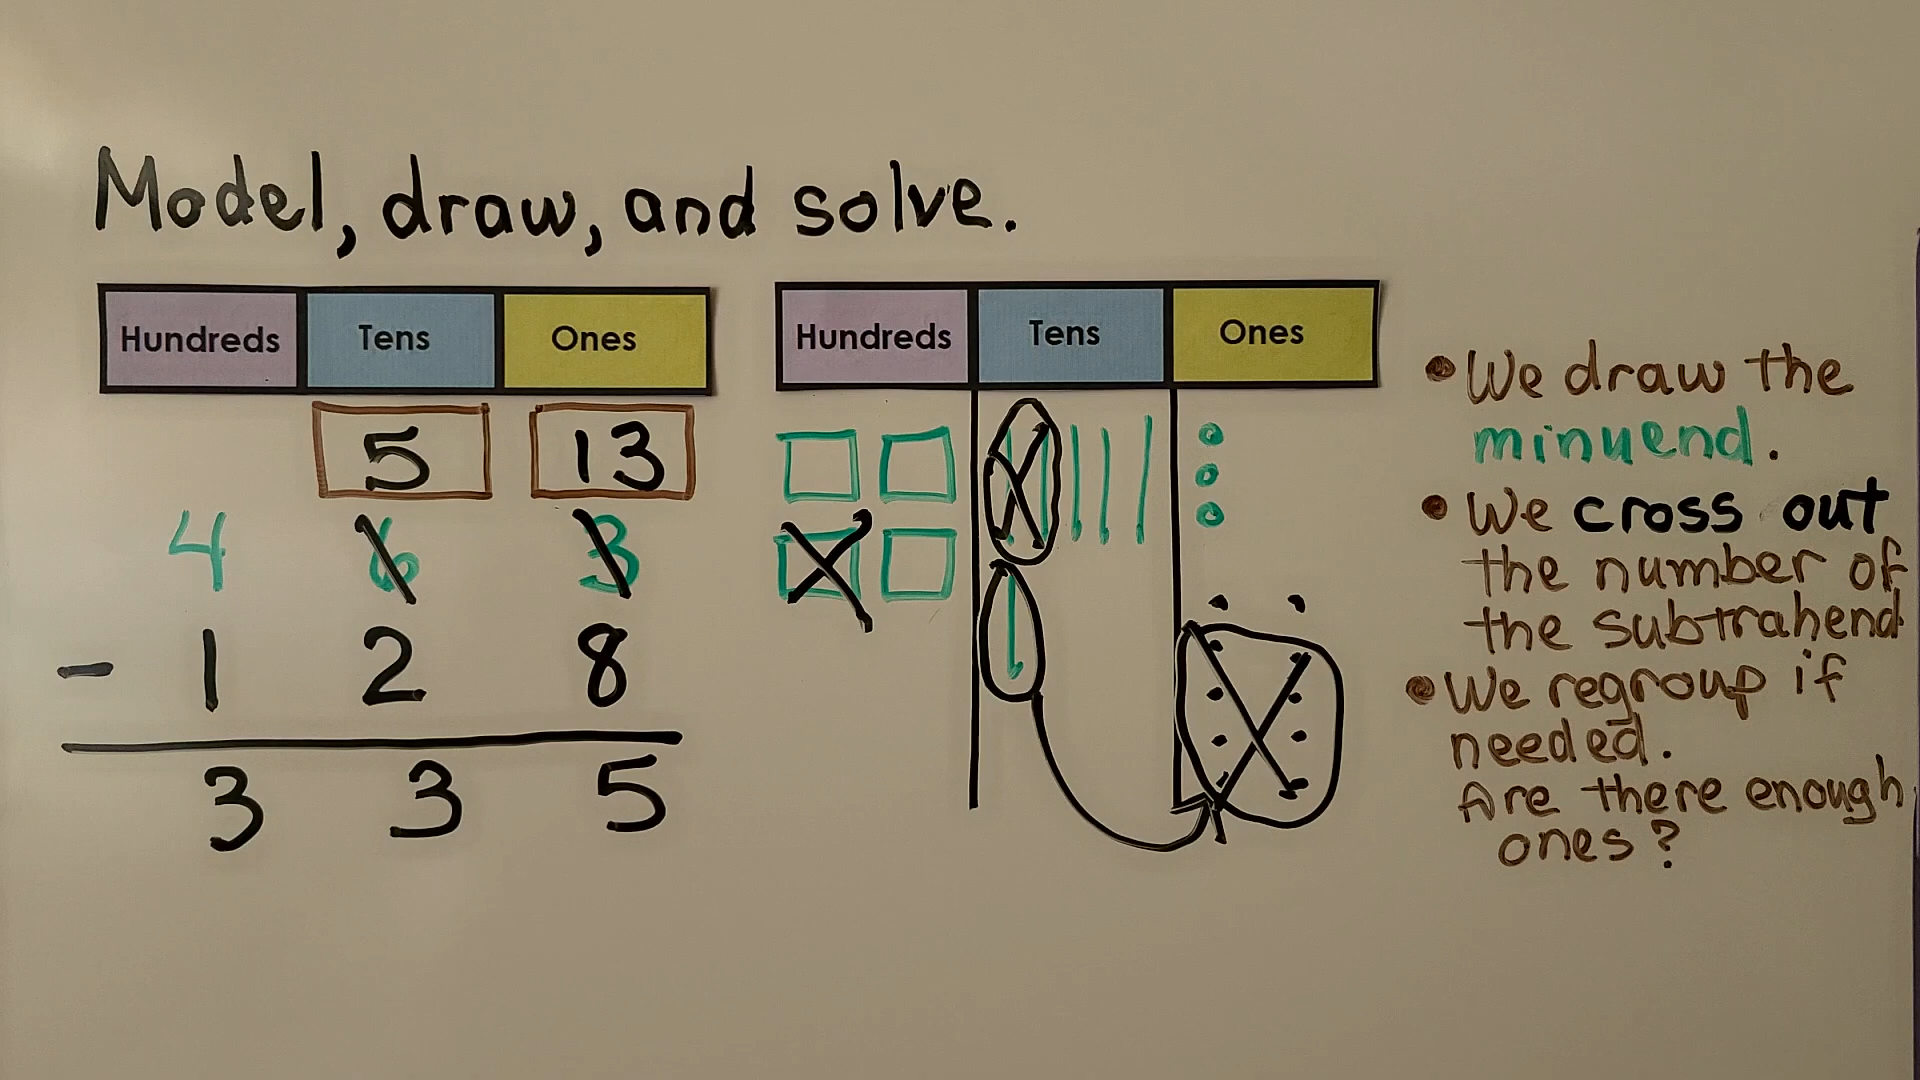 Model, draw, and solve.
Hundreds Tens Ones
5 13
4 6 3
- 1 2 8
3 3 5
Hundreds Tens Ones
• We draw the
minuend.
• We cross out
the number of
the subtrahend.
• We regroup if
needed.
Are there enough
ones?